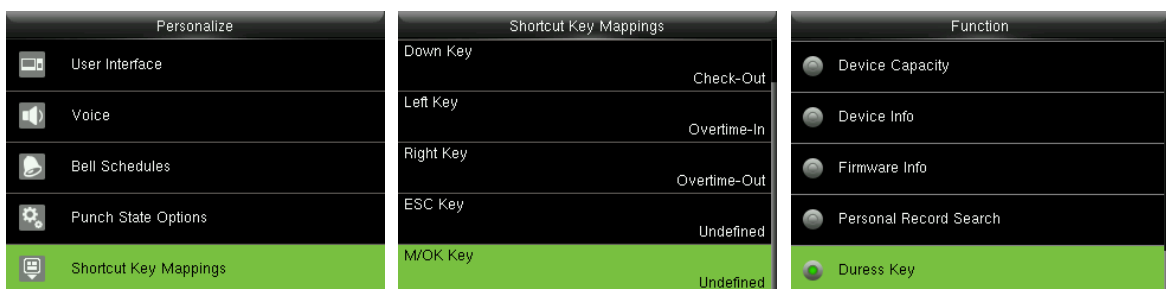 Personalize
User Interface
Voice
Bell Schedules
Punch State Options
Shortcut Key Mappings
Shortcut Key Mappings
Down Key
Check-Out
Left Key
Overtime-In
Right Key
Overtime-Out
ESC Key
Undefined
M/OK Key
Undefined
Function
Device Capacity
Device Info
Firmware Info
Personal Record Search
Duress Key